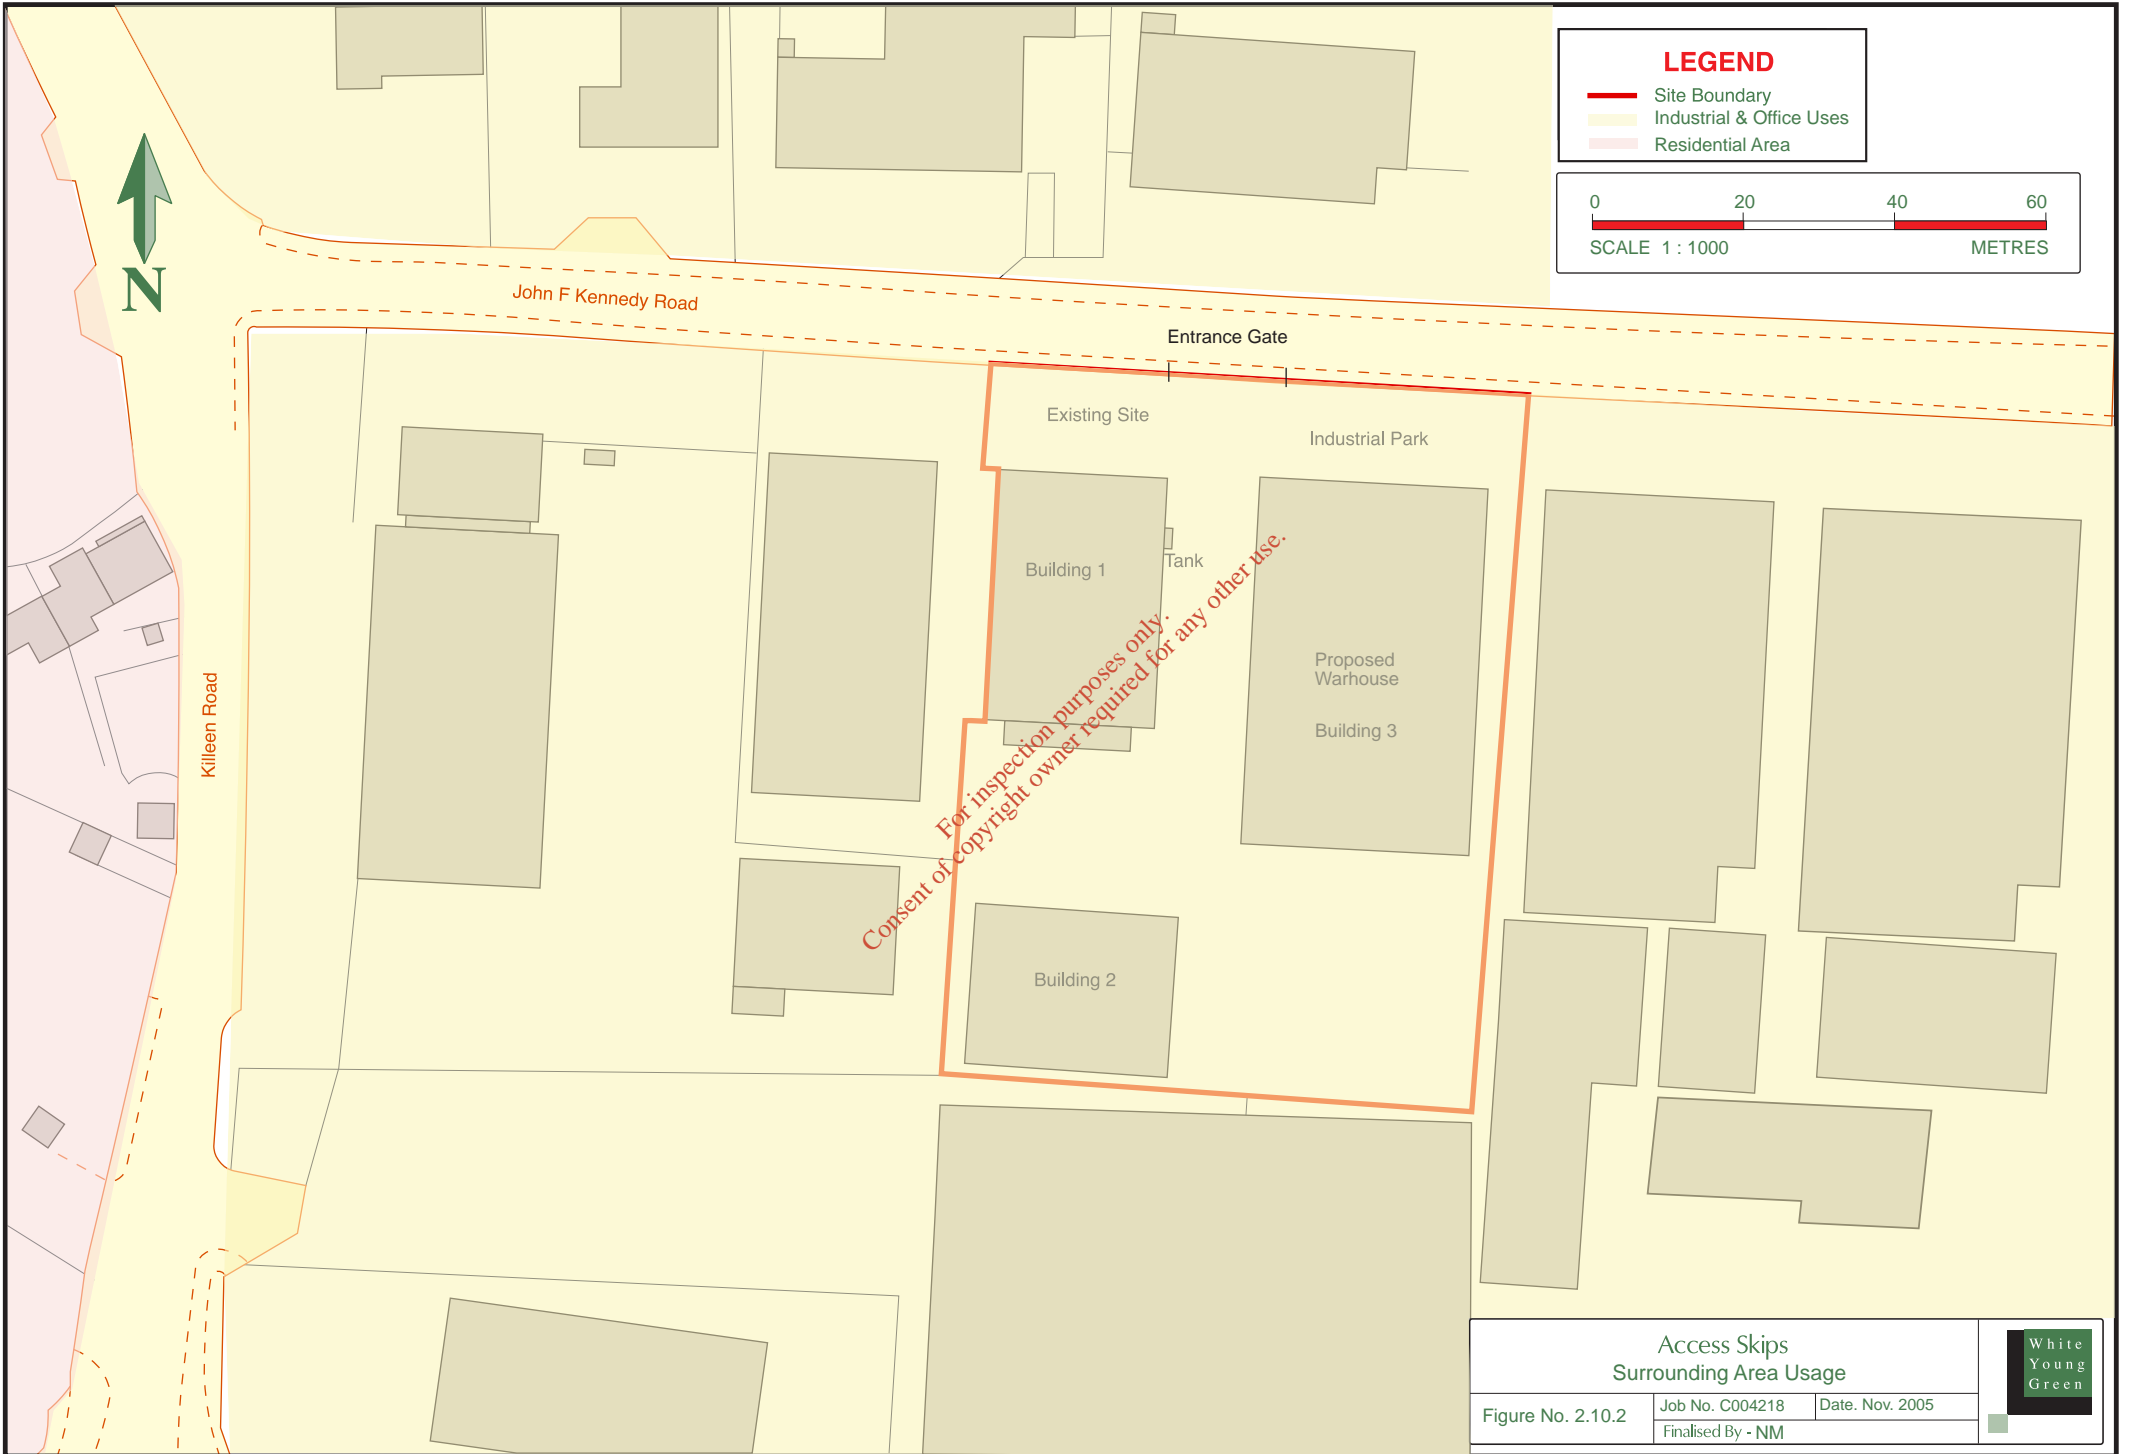 LEGEND
Site Boundary
Industrial & Office Uses
Residential Area
0 20 40 60
SCALE 1 : 1000 METRES
N
John F Kennedy Road
Entrance Gate
Existing Site
Industrial Park
Building 1
Tank
Proposed
Warhouse
Building 3
Killeen Road
For inspection purposes only.
Consent of copyright owner required for any other use.
Building 2
Access Skips
Surrounding Area Usage
Figure No. 2.10.2
Job No. C004218
Date. Nov. 2005
Finalised By - NM
White
Young
Green